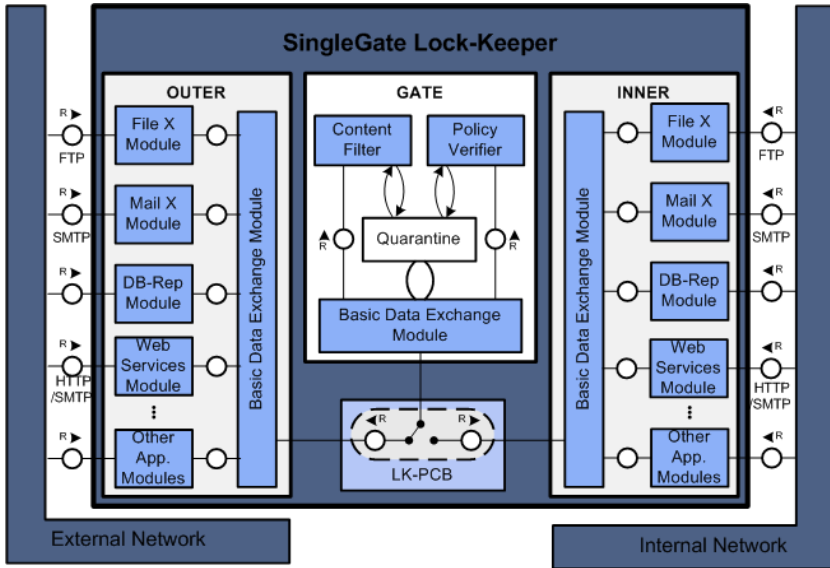 SingleGate Lock-Keeper
OUTER
R
File X
Module
FTP
R
Mail X
Module
SMTP
R
DB-Rep
Module
R
Web
Services
Module
HTTP
/SMTP
R
Other
App.
Modules
Basic Data Exchange Module
GATE
Content
Filter
Policy
Verifier
R
Quarantine
R
Basic Data Exchange
Module
R
R
LK-PCB
INNER
Basic Data Exchange Module
File X
Module
R
FTP
Mail X
Module
R
SMTP
DB-Rep
Module
R
Web
Services
Module
R
HTTP
/SMTP
Other
App.
Modules
R
External Network
Internal Network